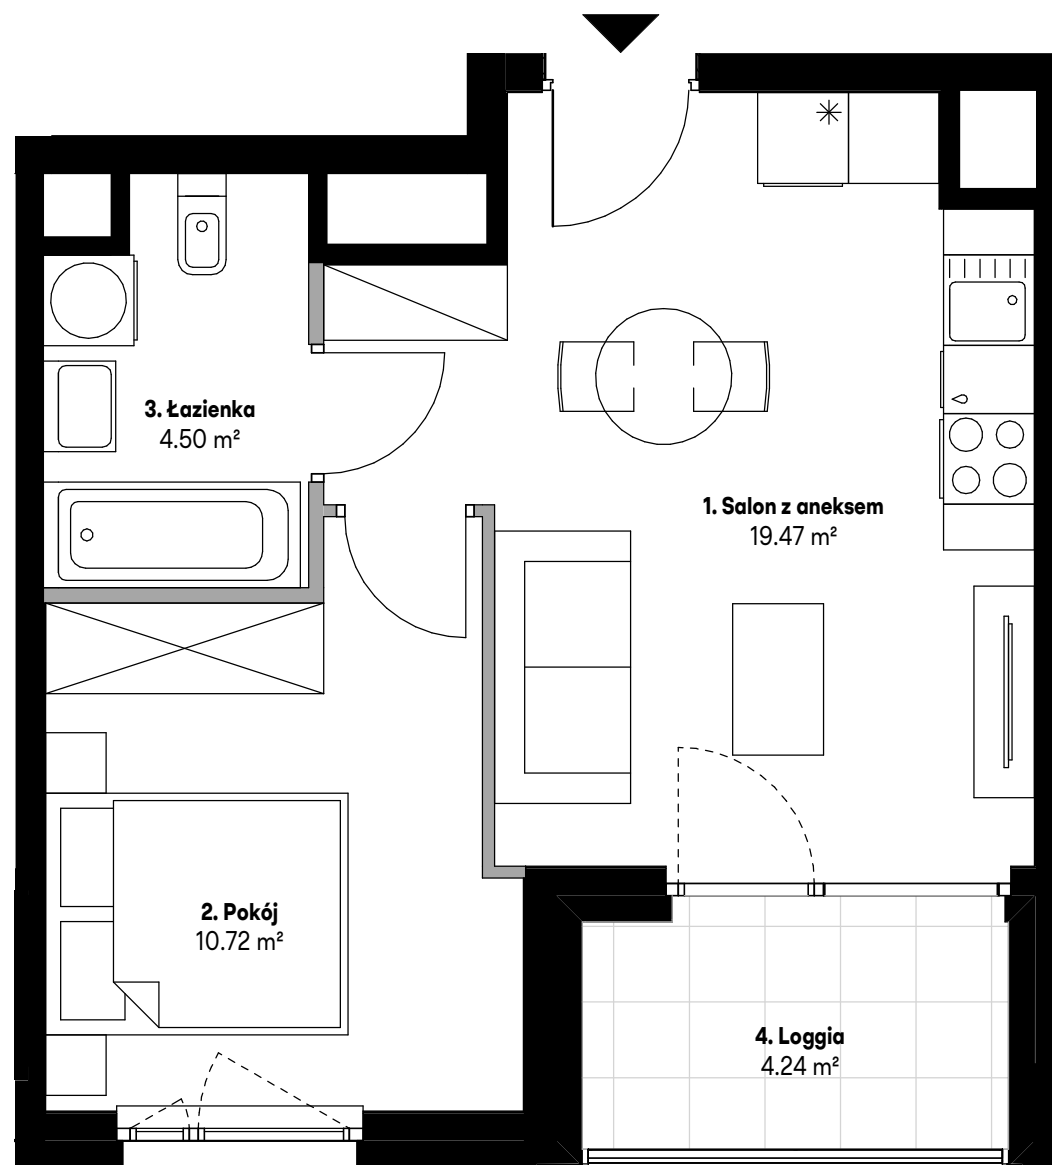 3. Łazienka
4.50 m²
1. Salon z aneksem
19.47 m²
2. Pokój
10.72 m²
4. Loggia
4.24 m²